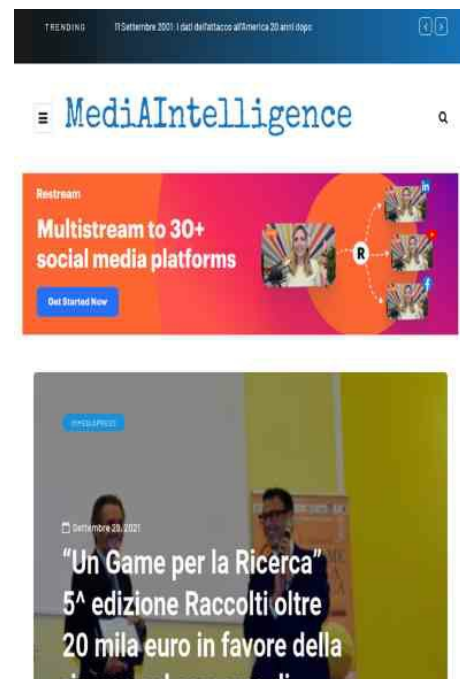 TRENDING 11 Settembre 2001: I dati dell'attacco all'America 20 anni dopo
MediAIntelligence
Restream
Multistream to 30+
social media platforms
Get Started Now
R
in
f
INMEDIAPRESS
Settembre 29, 2021
"Un Game per la Ricerca"
5^ edizione Raccolti oltre
20 mila euro in favore della